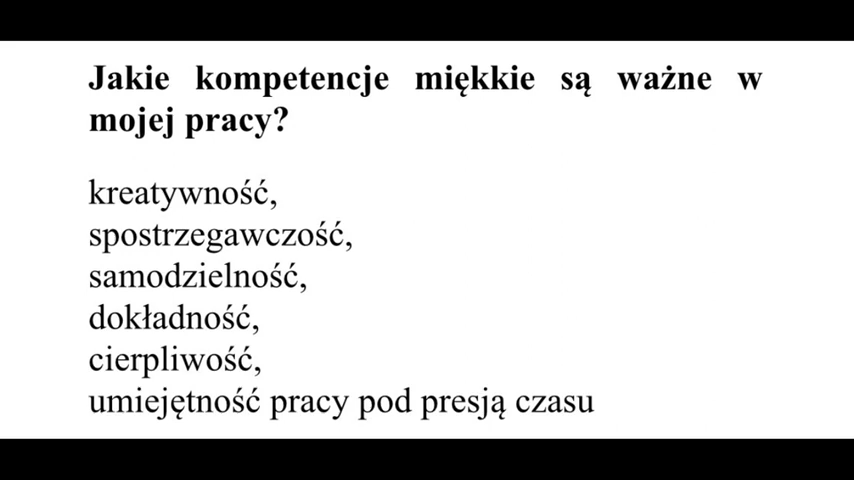 Jakie kompetencje miękkie są ważne w
mojej pracy?
kreatywność,
spostrzegawczość,
samodzielność,
dokładność,
cierpliwość,
umiejętność pracy pod presją czasu